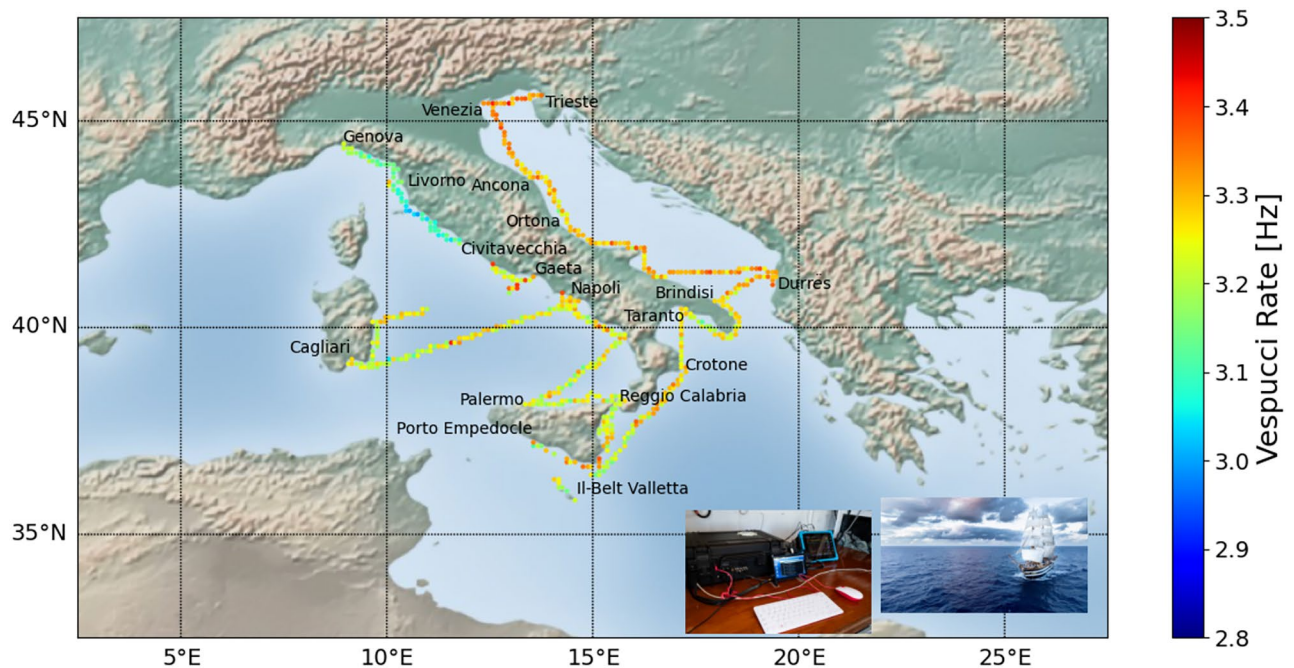 3.5
3.4
3.3
3.2
3.1
3.0
2.9
2.8
Vespucci Rate [Hz]
45°N
40°N
35°N
5°E
10°E
15°E
20°E
25°E
Venezia
Trieste
Genova
Livorno
Ancona
Ortona
Civitavecchia
Gaeta
Napoli
Brindisi
Durrës
Taranto
Cagliari
Crotone
Palermo
Reggio Calabria
Porto Empedocle
Il-Belt Valletta